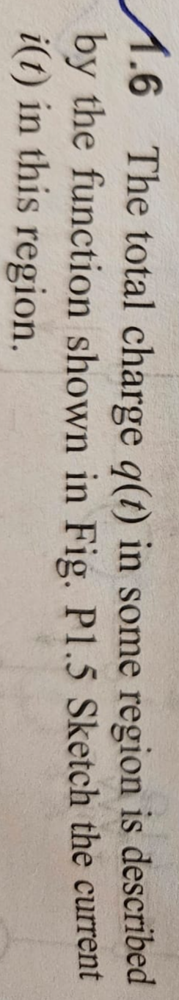 1.6 The total charge q(t) in some region is described
by the function shown in Fig. P1.5 Sketch the current
i(t) in this region.